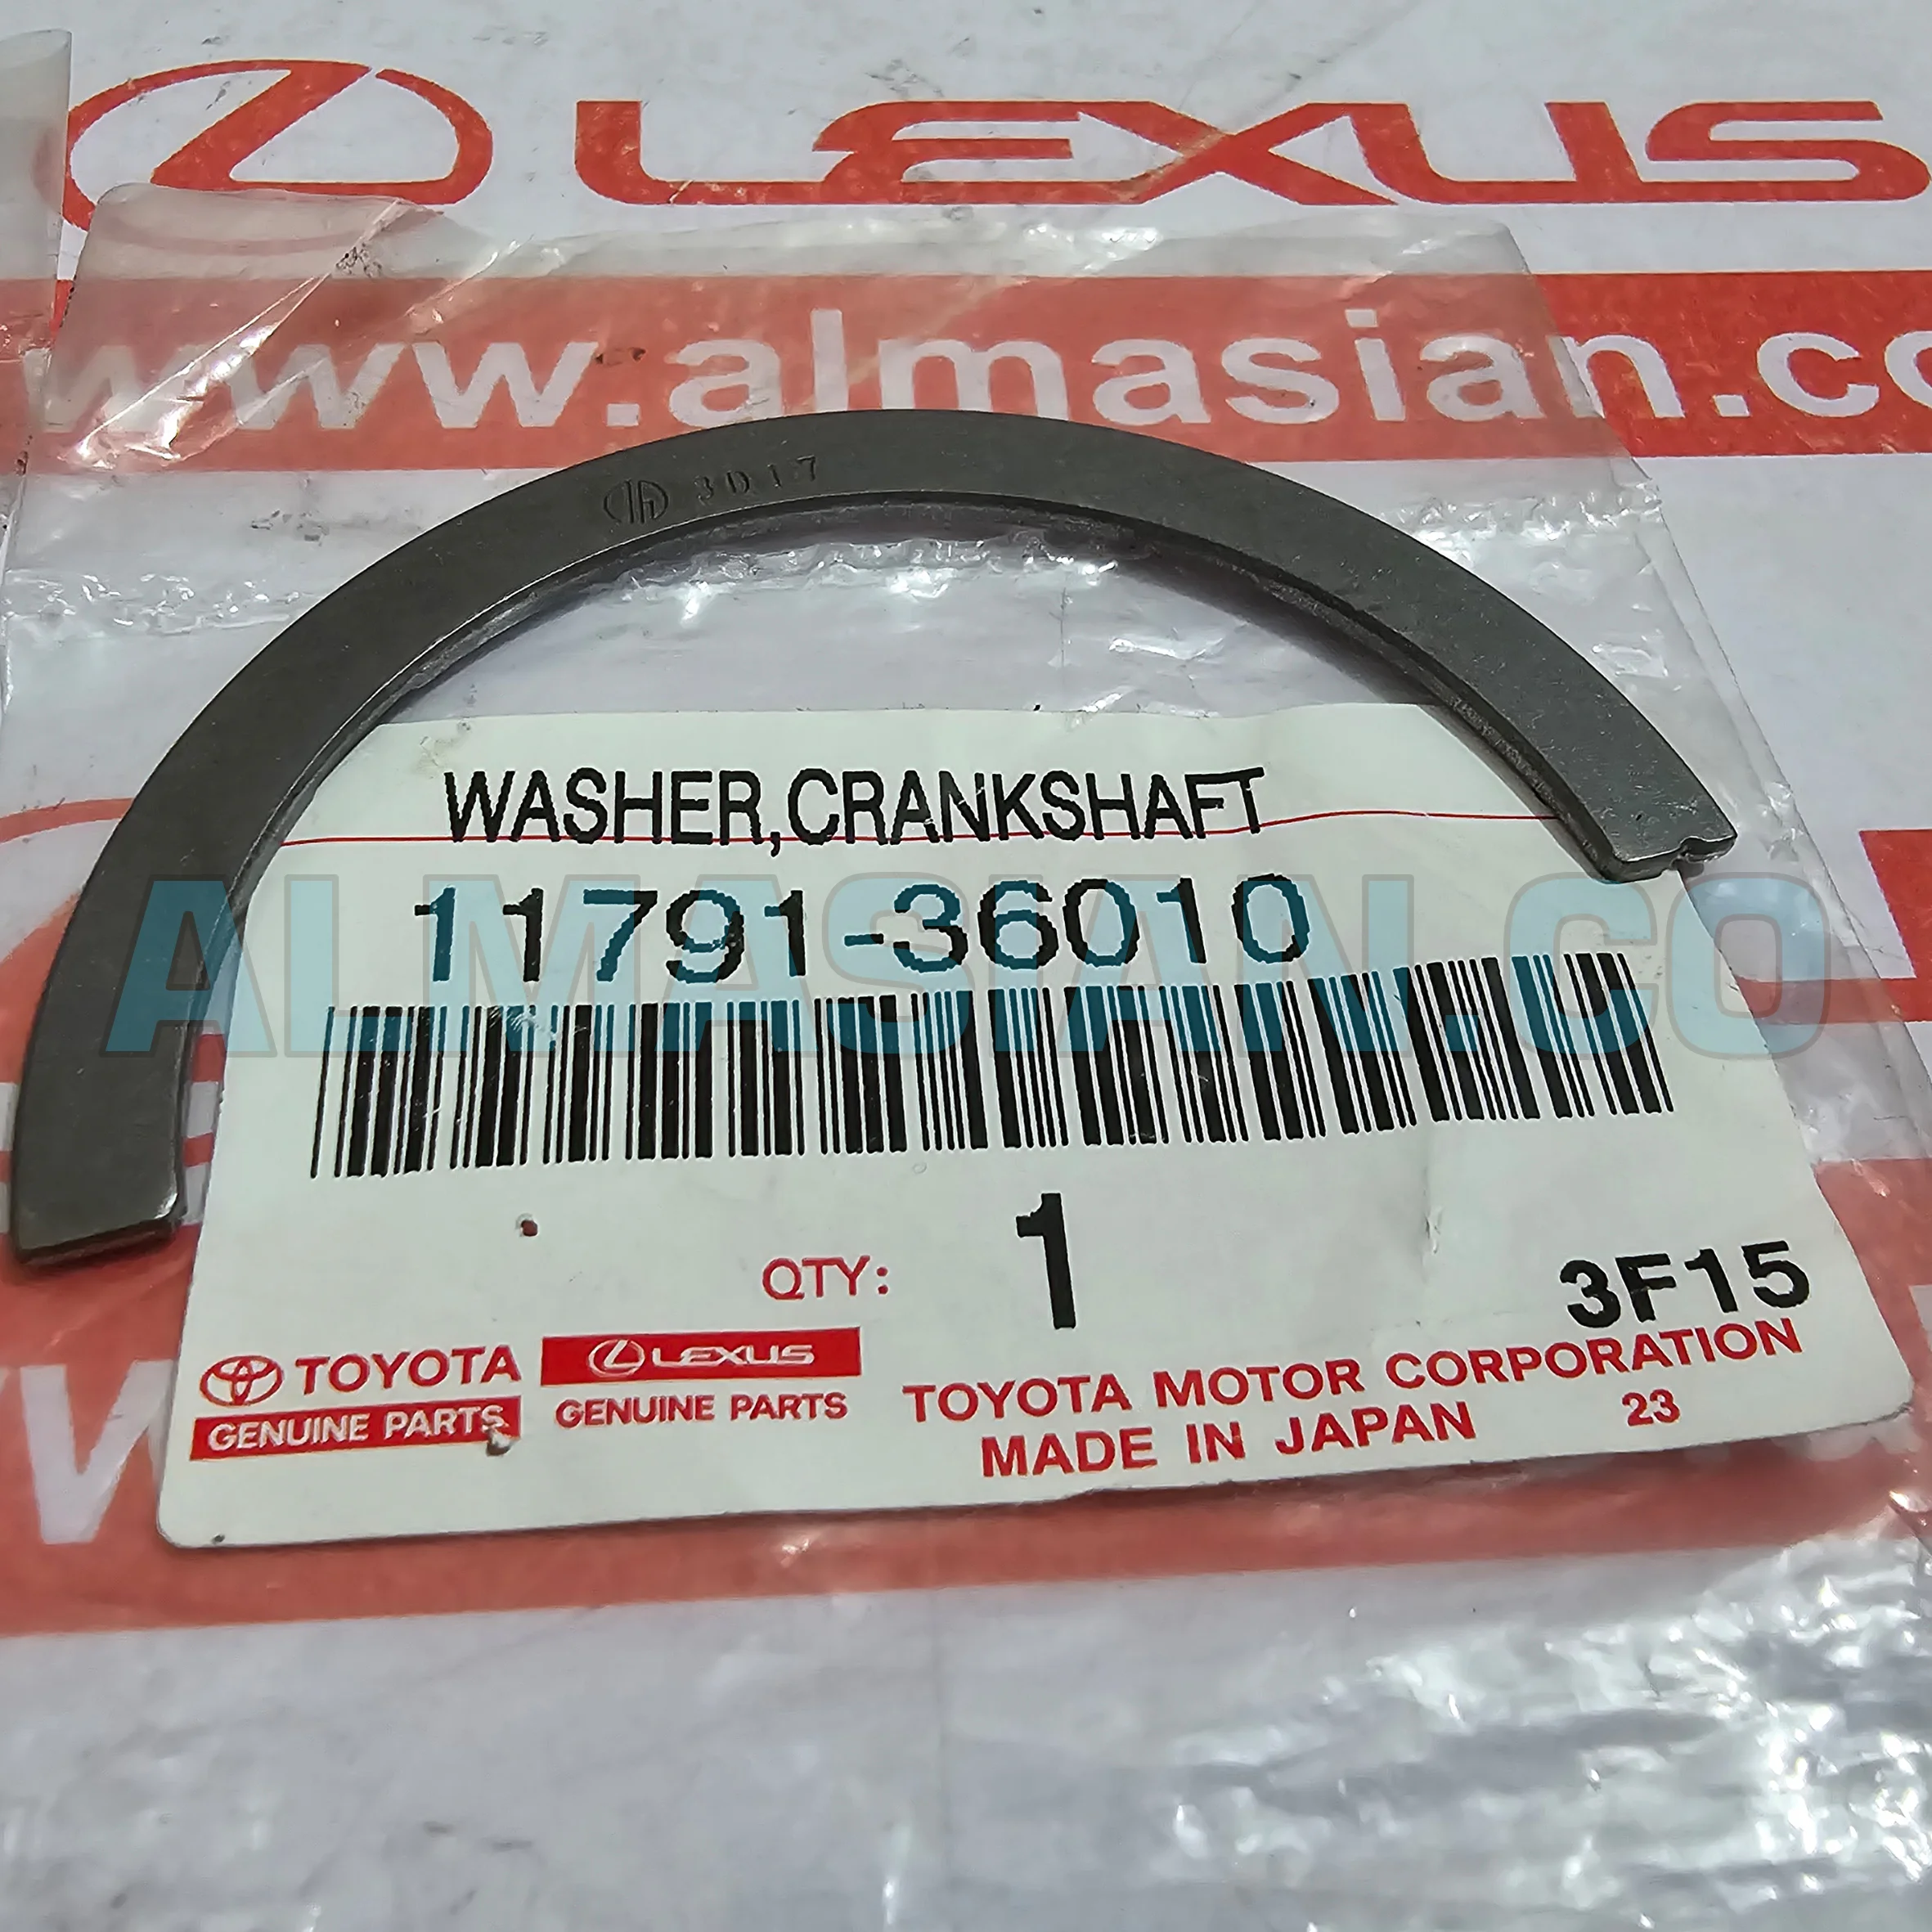 LEXUS
www.almasian.co
3D17
WASHER,CRANKSHAFT
11791-36010
ALMASIAN.CO
QTY: 1
3F15
TOYOTA
GENUINE PARTS
LEXUS
GENUINE PARTS
TOYOTA MOTOR CORPORATION
MADE IN JAPAN 23